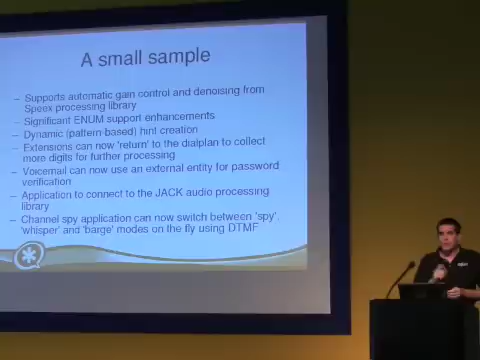 A small sample
– Supports automatic gain control and denoising from
Speex processing library
– Significant ENUM support enhancements
– Dynamic (pattern-based) hint creation
– Extensions can now 'return' to the dialplan to collect
more digits for further processing
– Voicemail can now use an external entity for password
verification
– Application to connect to the JACK audio processing
library
– Channel spy application can now switch between 'spy',
'whisper' and 'barge' modes on the fly using DTMF